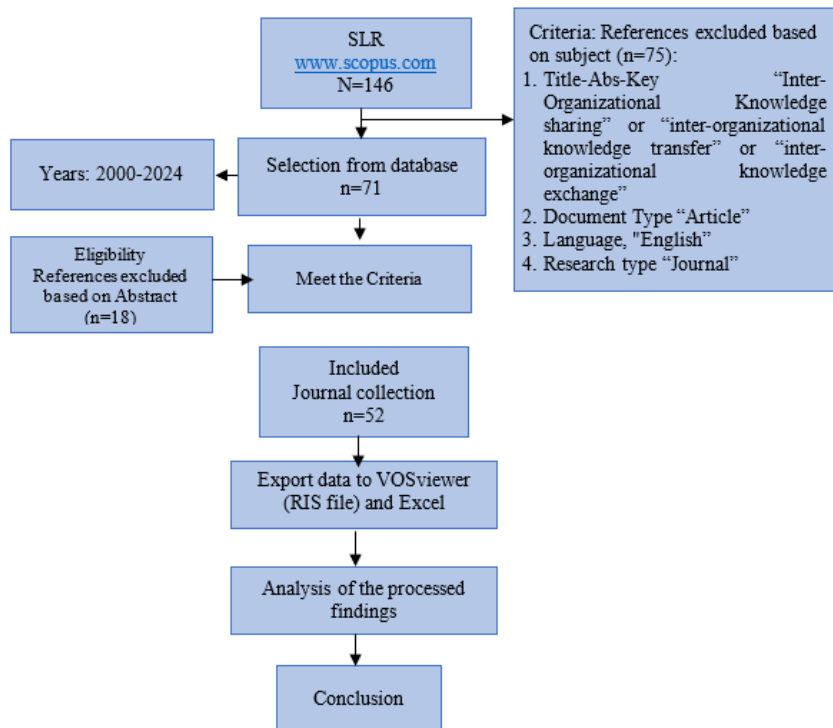 SLR
www.scopus.com
N=146
Criteria: References excluded based
on subject (n=75):
1. Title-Abs-Key "Inter-
Organizational Knowledge
sharing" or "inter-organizational
knowledge transfer" or "inter-
organizational knowledge
exchange"
2. Document Type "Article"
3. Language, "English"
4. Research type "Journal"
Years: 2000-2024
Selection from database
n=71
Eligibility
References excluded
based on Abstract
(n=18)
Meet the Criteria
Included
Journal collection
n=52
Export data to VOSviewer
(RIS file) and Excel
Analysis of the processed
findings
Conclusion